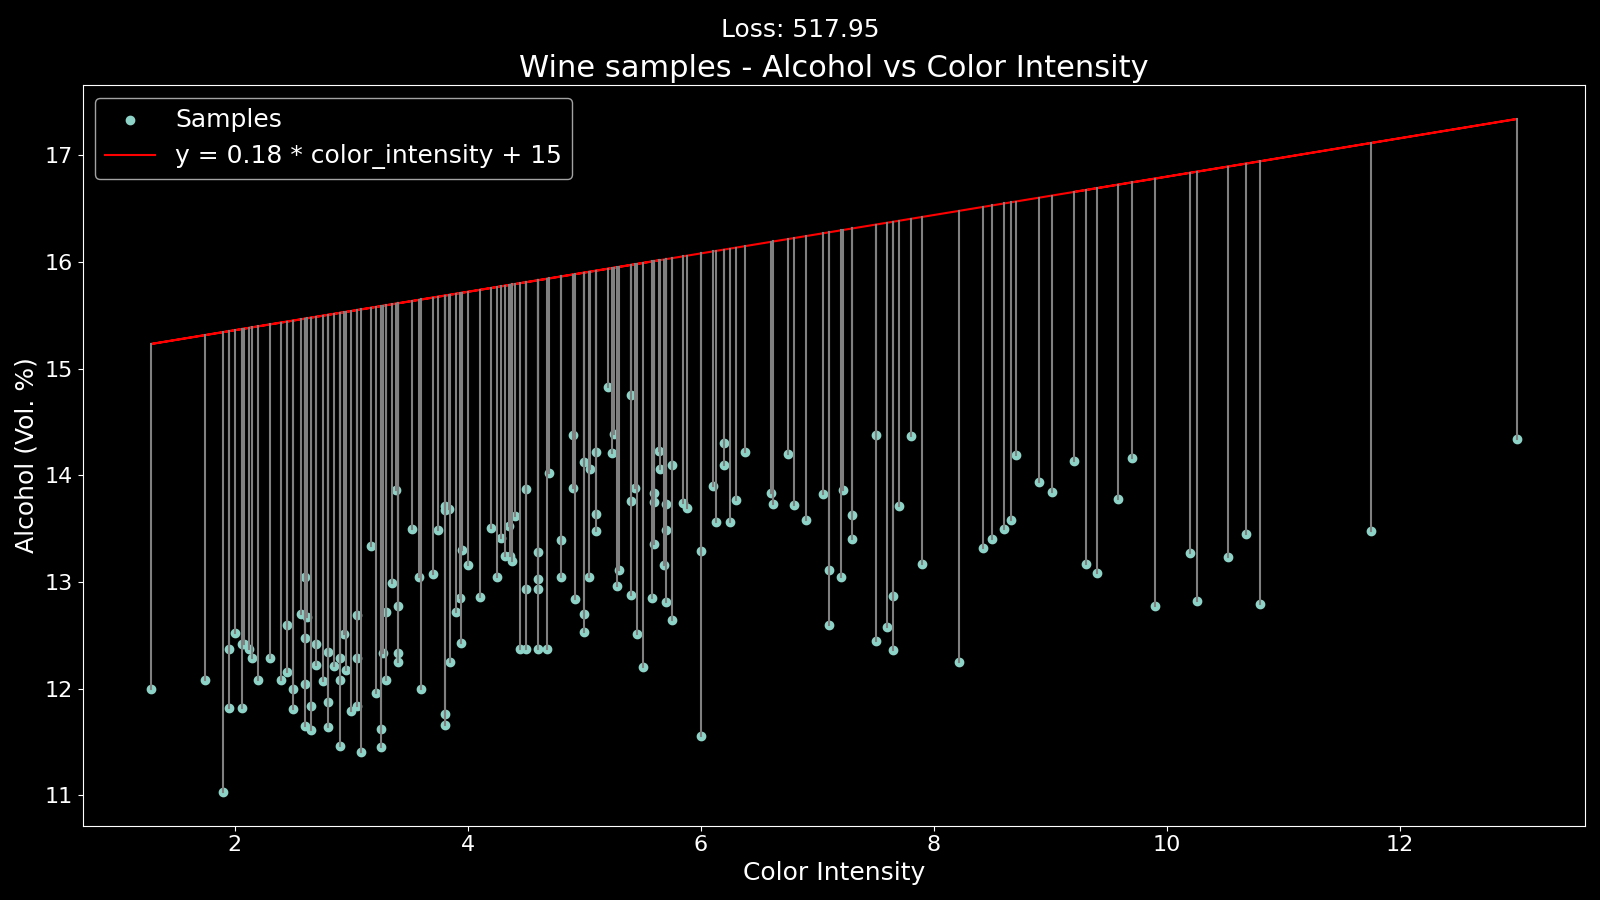 Loss: 517.95
Wine samples - Alcohol vs Color Intensity
Samples
y = 0.18 * color_intensity + 15
Alcohol (Vol. %)
17
16
15
14
13
12
11
2 4 6 8 10 12
Color Intensity